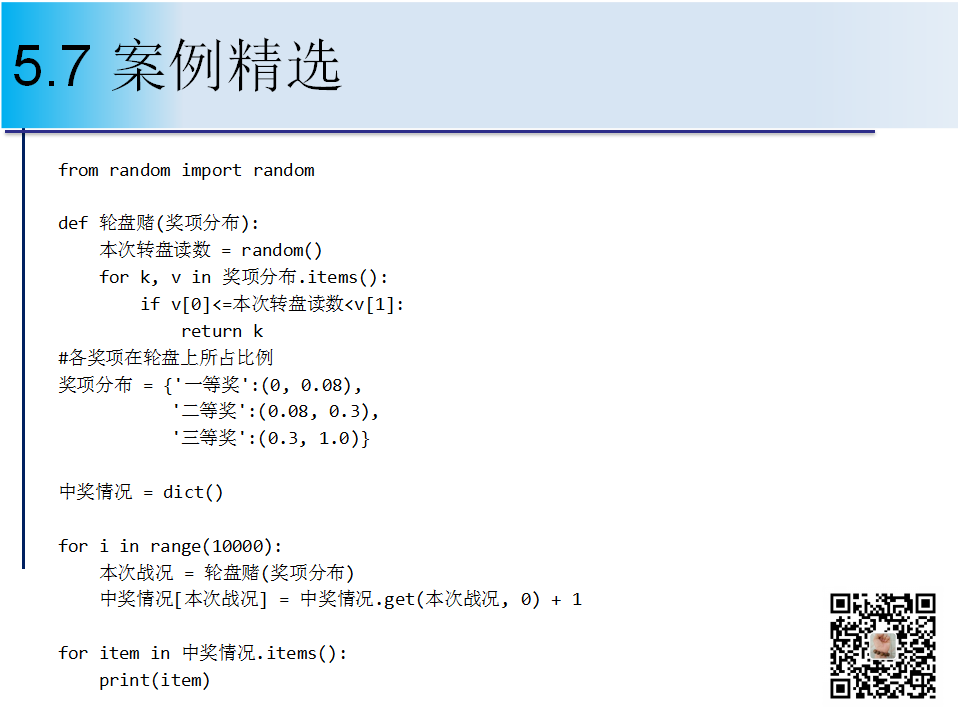 5.7 案例精选
from random import random
def 轮盘赌(奖项分布):
    本次转盘读数 = random()
    for k, v in 奖项分布.items():
        if v[0]<=本次转盘读数<v[1]:
            return k
#各奖项在轮盘上所占比例
奖项分布 = {'一等奖':(0, 0.08),
           '二等奖':(0.08, 0.3),
           '三等奖':(0.3, 1.0)}
中奖情况 = dict()
for i in range(10000):
    本次战况 = 轮盘赌(奖项分布)
    中奖情况[本次战况] = 中奖情况.get(本次战况, 0) + 1
for item in 中奖情况.items():
    print(item)